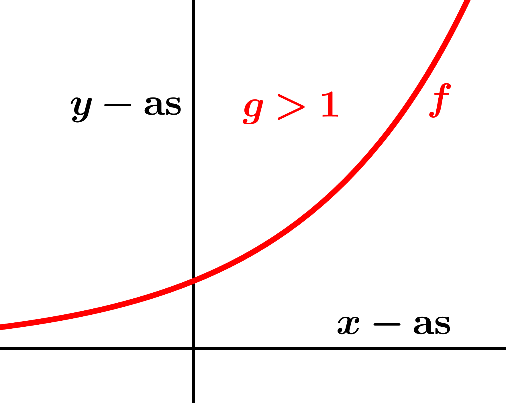 y – as
g > 1
f
x – as